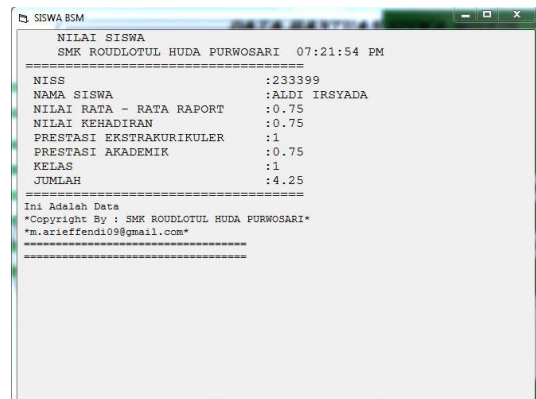 SISWA BSM
NILAI SISWA
SMK ROUDLOTUL HUDA PURWOSARI 07:21:54 PM
===================================
NISS :233399
NAMA SISWA :ALDI IRSYADA
NILAI RATA - RATA RAPORT :0.75
NILAI KEHADIRAN :0.75
PRESTASI EKSTRAKURIKULER :1
PRESTASI AKADEMIK :0.75
KELAS :1
JUMLAH :4.25
===================================
Ini Adalah Data
*Copyright By : SMK ROUDLOTUL HUDA PURWOSARI*
*m.arieffendi09@gmail.com*
===================================
===================================